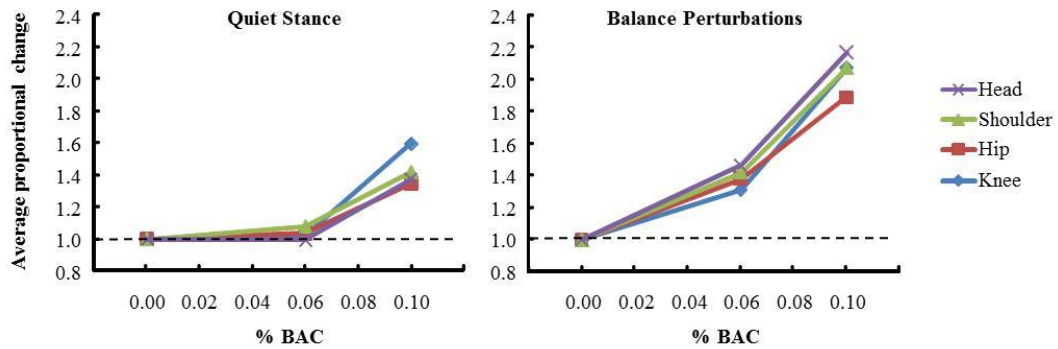 Quiet Stance
Balance Perturbations
Average proportional change
2.4
2.2
2.0
1.8
1.6
1.4
1.2
1.0
0.8
0.00 0.02 0.04 0.06 0.08 0.10
% BAC
2.4
2.2
2.0
1.8
1.6
1.4
1.2
1.0
0.8
0.00 0.02 0.04 0.06 0.08 0.10
% BAC
Head
Shoulder
Hip
Knee